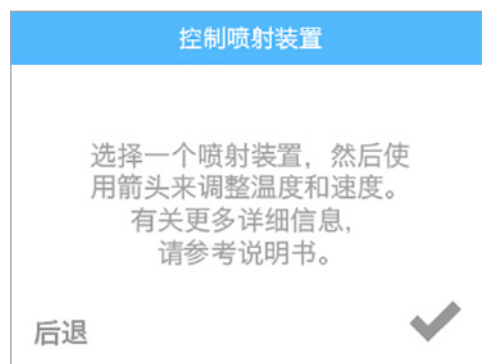 控制喷射装置
选择一个喷射装置，然后使
用箭头来调整温度和速度。
有关更多详细信息，
请参考说明书。
后退